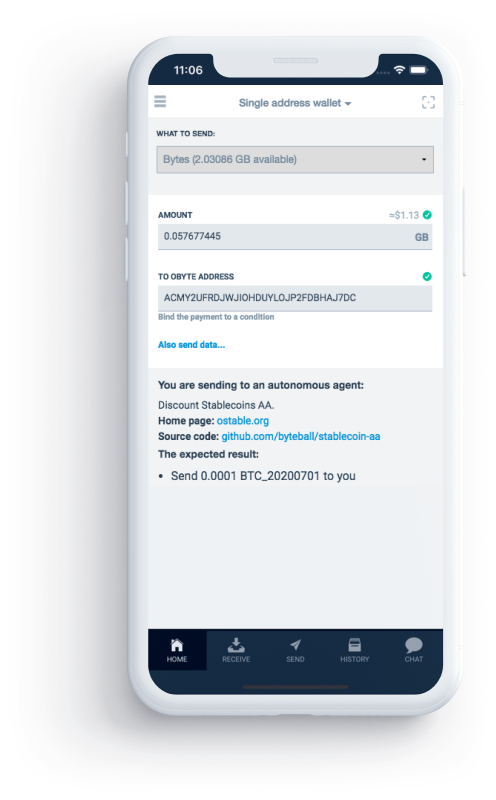 11:06
Single address wallet
WHAT TO SEND:
Bytes (2.03086 GB available)
AMOUNT ≈$1.13
0.057677445 GB
TO OBYTE ADDRESS
ACMY2UFRDJWJIOHDUYLOJP2FDBHAJ7DC
Bind the payment to a condition
Also send data...
You are sending to an autonomous agent:
Discount Stablecoins AA.
Home page: ostable.org
Source code: github.com/byteball/stablecoin-aa
The expected result:
• Send 0.0001 BTC_20200701 to you
HOME RECEIVE SEND HISTORY CHAT